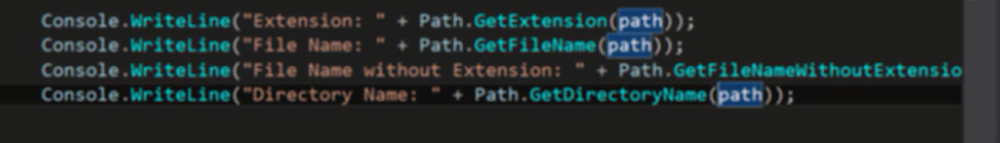 Console.WriteLine("Extension: " + Path.GetExtension(path));
Console.WriteLine("File Name: " + Path.GetFileName(path));
Console.WriteLine("File Name without Extension: " + Path.GetFileNameWithoutExtensio
Console.WriteLine("Directory Name: " + Path.GetDirectoryName(path));